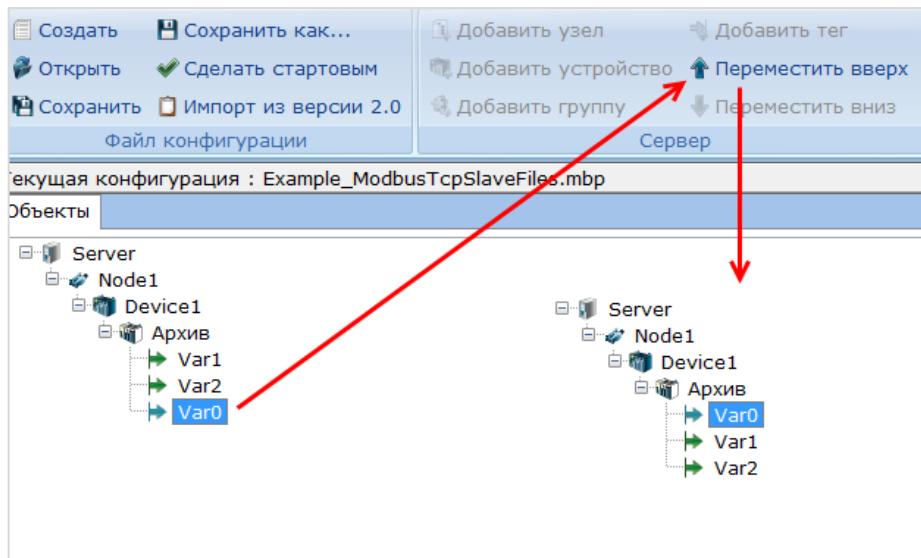 Создать Сохранить как... Добавить узел Добавить тег
Открыть Сделать стартовым Добавить устройство Переместить вверх
Сохранить Импорт из версии 2.0 Добавить группу Переместить вниз
Файл конфигурации Сервер
екущая конфигурация : Example_ModbusTcpSlaveFiles.mbp
Объекты
Server
Node1
Device1
Архив
Var1
Var2
Var0
Server
Node1
Device1
Архив
Var0
Var1
Var2